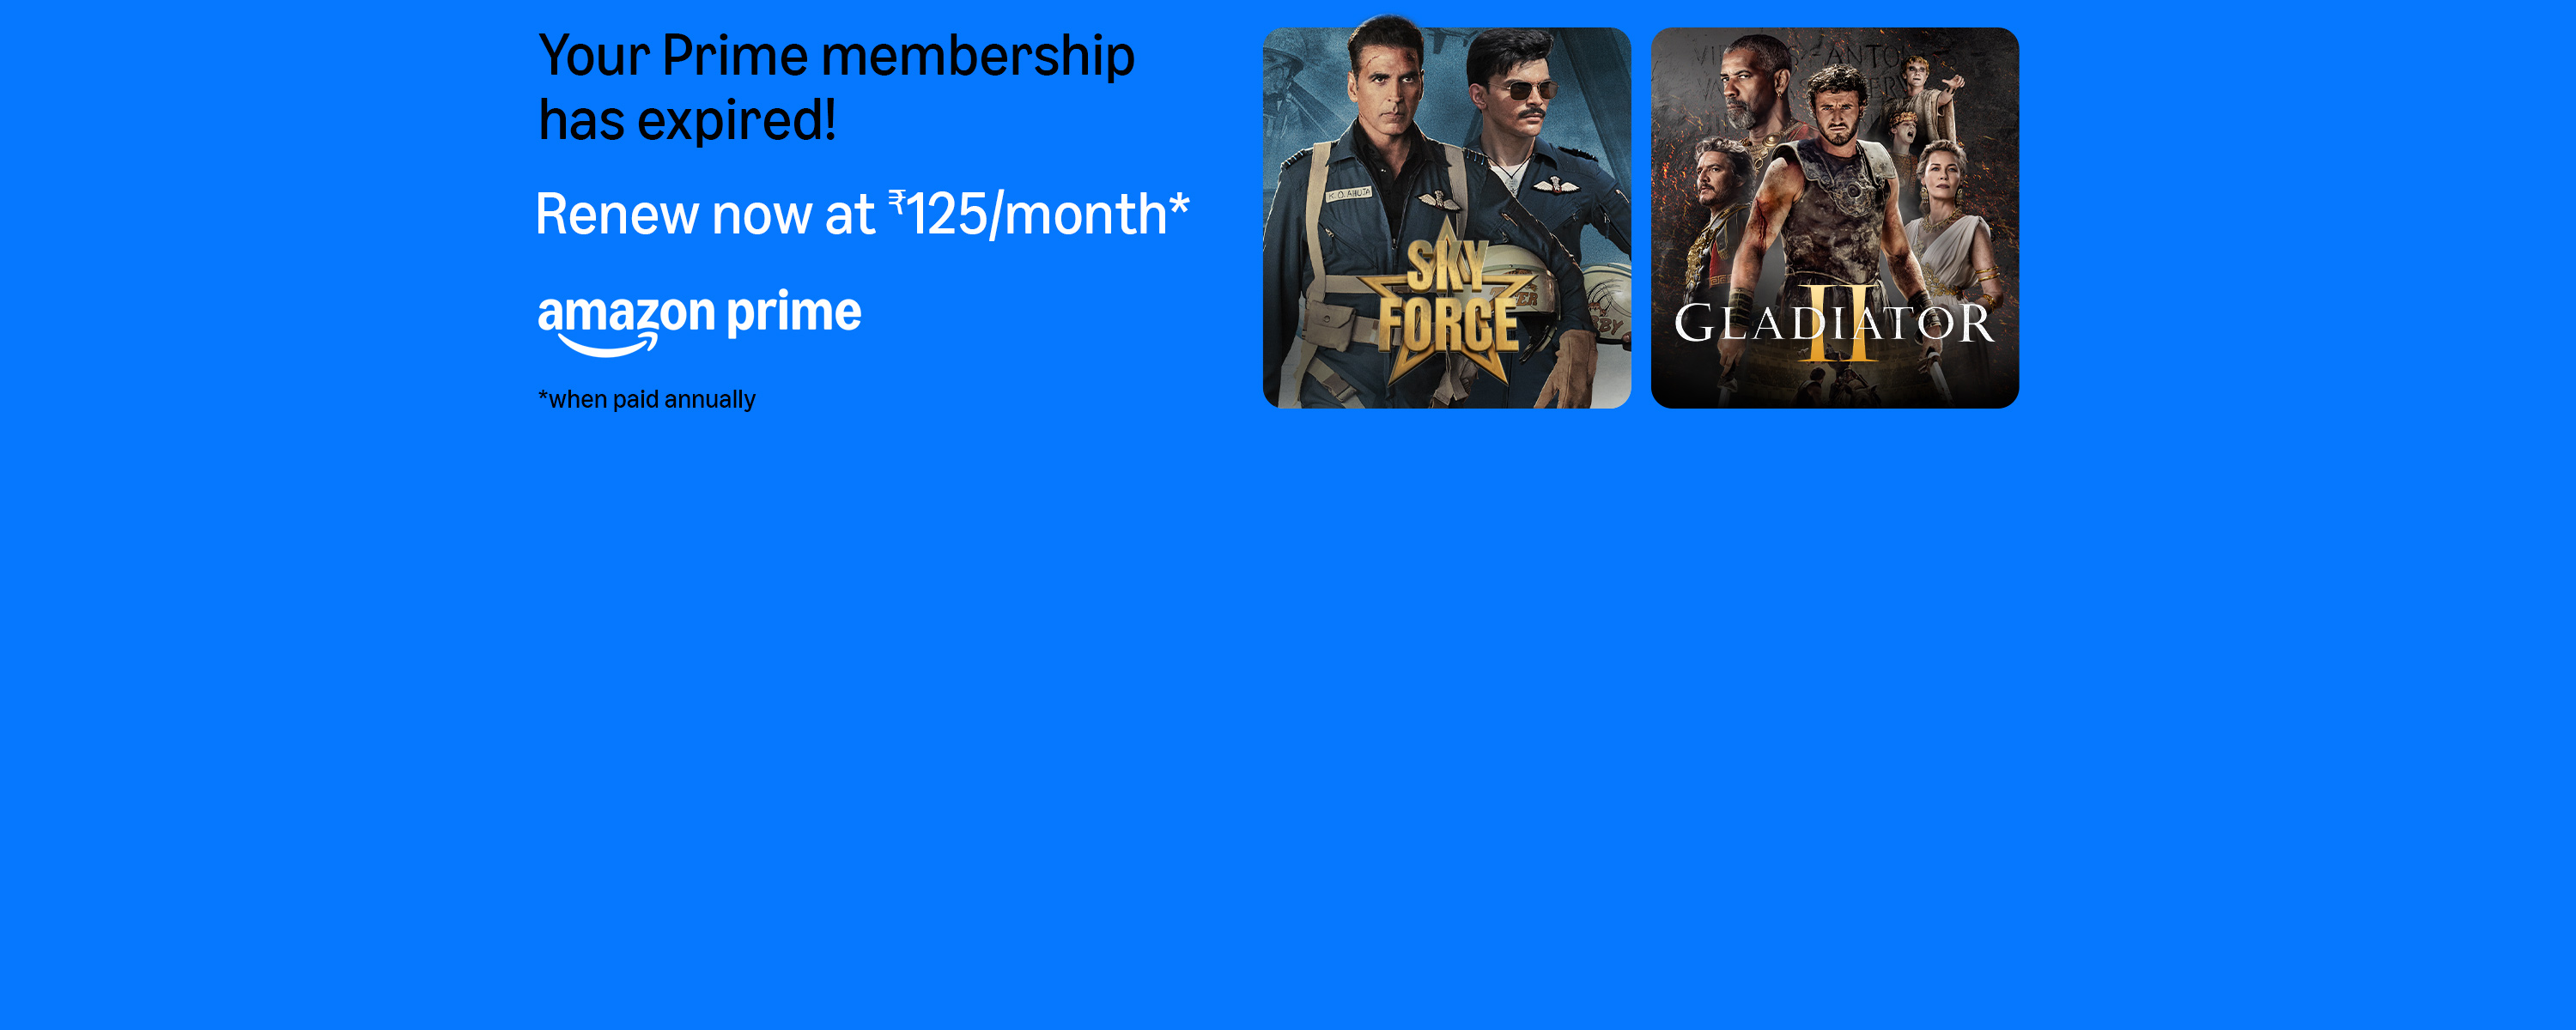 Your Prime membership
has expired!
Renew now at ₹125/month*
amazon prime
*when paid annually
K.O.AHUJA
SKY
FORCE
GLADIATOR
II